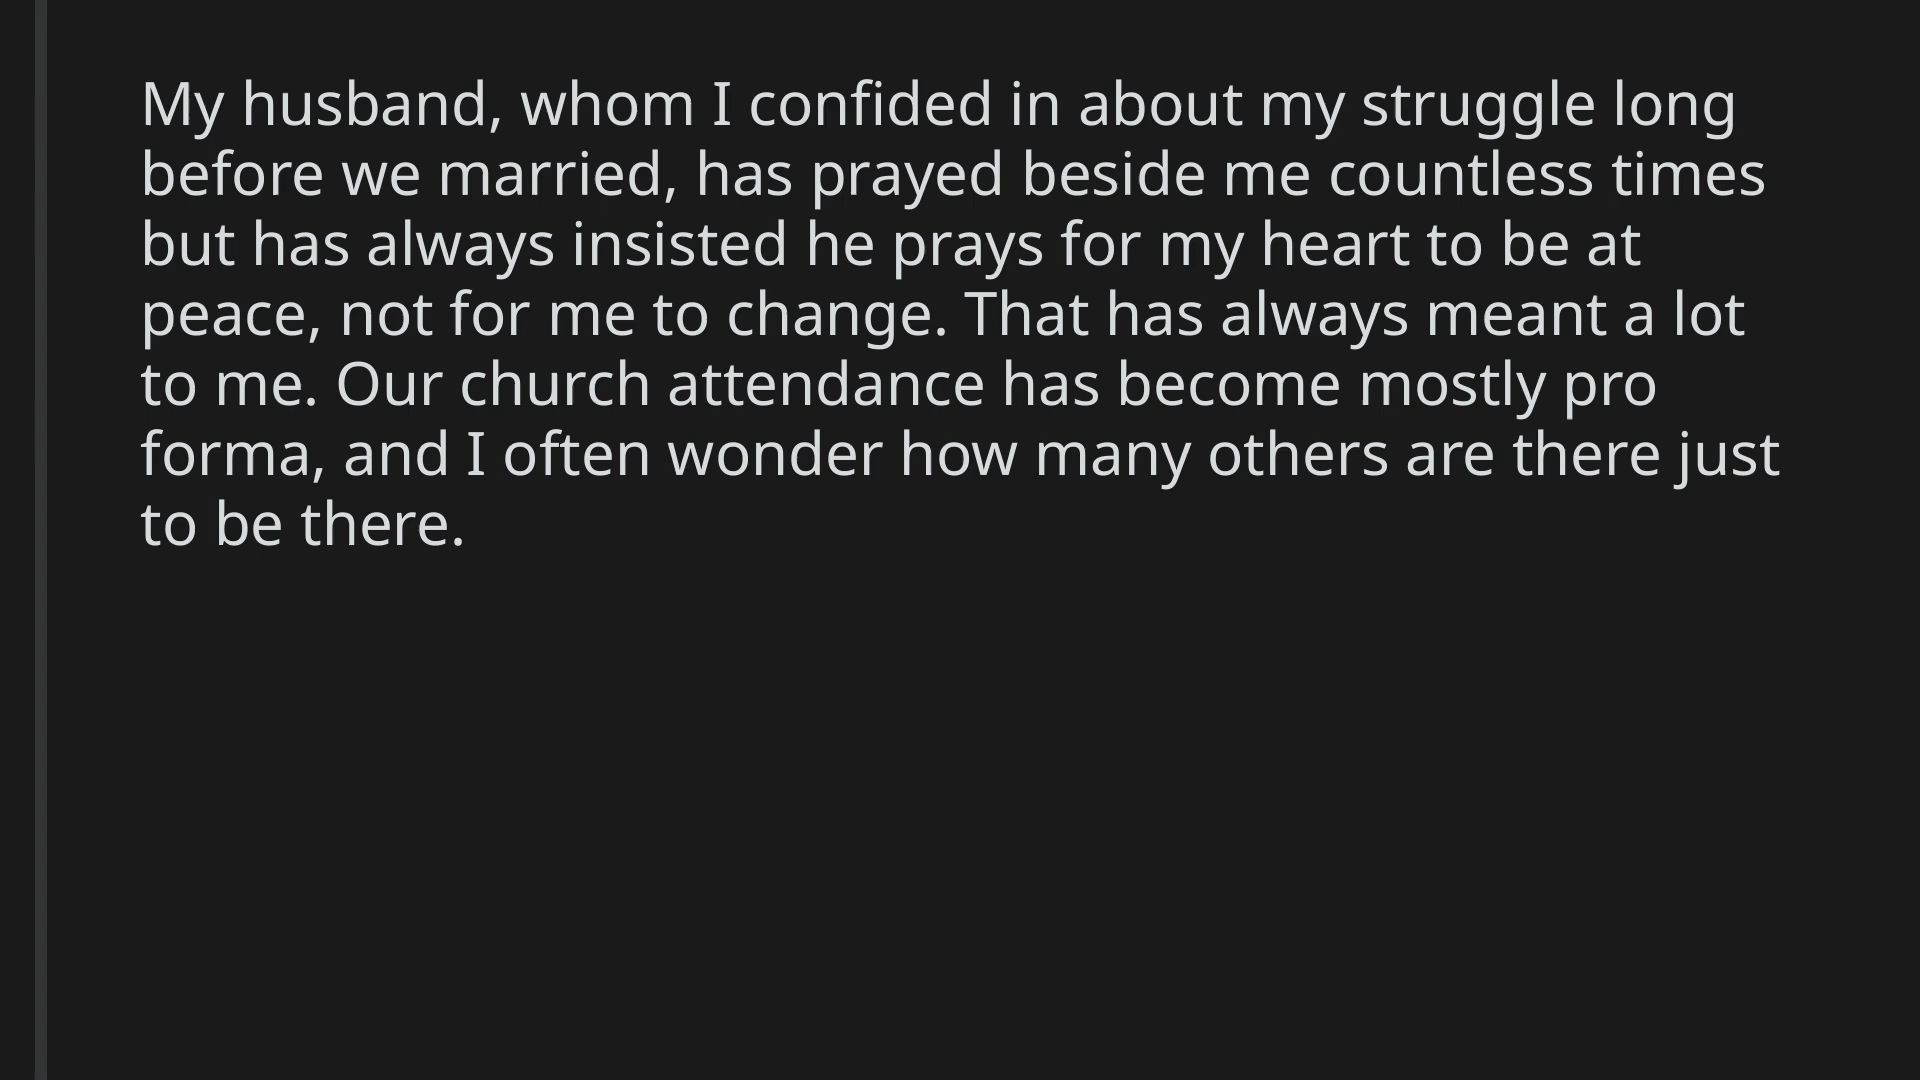 My husband, whom I confided in about my struggle long
before we married, has prayed beside me countless times
but has always insisted he prays for my heart to be at
peace, not for me to change. That has always meant a lot
to me. Our church attendance has become mostly pro
forma, and I often wonder how many others are there just
to be there.